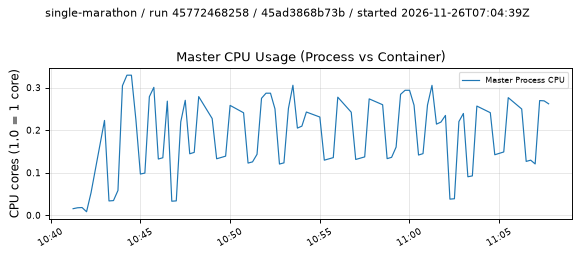 single-marathon / run 45772468258 / 45ad3868b73b / started 2026-11-26T07:04:39Z
Master CPU Usage (Process vs Container)
Master Process CPU
CPU cores (1.0 = 1 core)
0.3
0.2
0.1
0.0
10:40
10:45
10:50
10:55
11:00
11:05